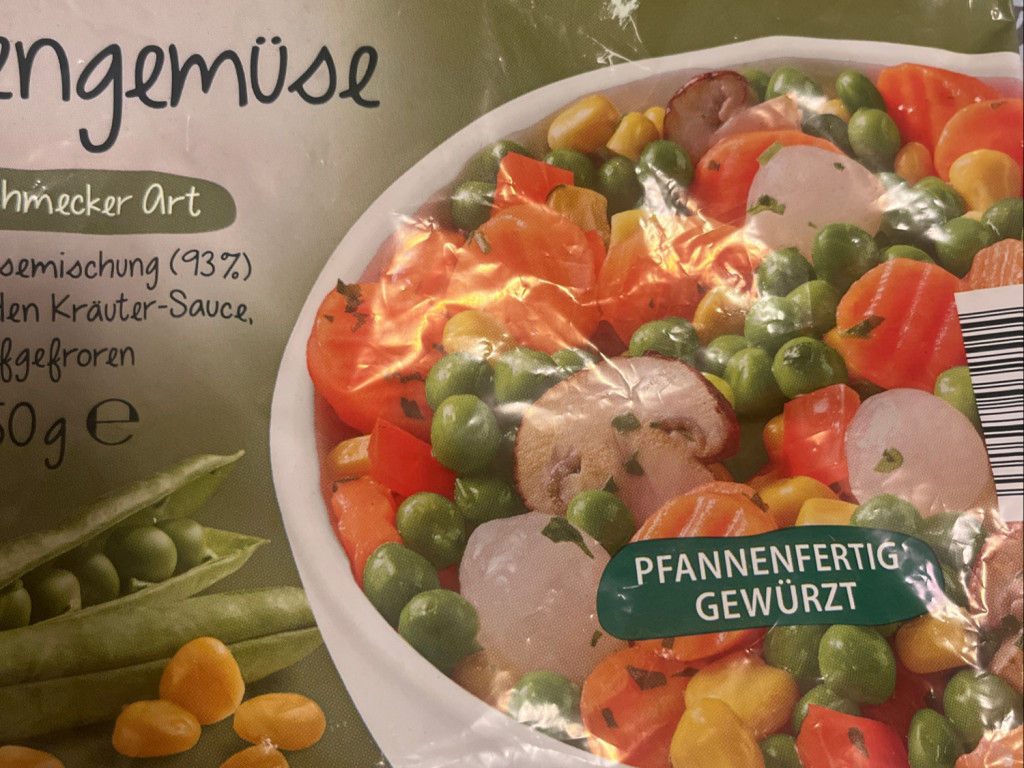 engemüse
hmecker Art
semischung (93%)
den Kräuter-Sauce,
fgefroren
50g e
PFANNENFERTIG
GEWÜRZT